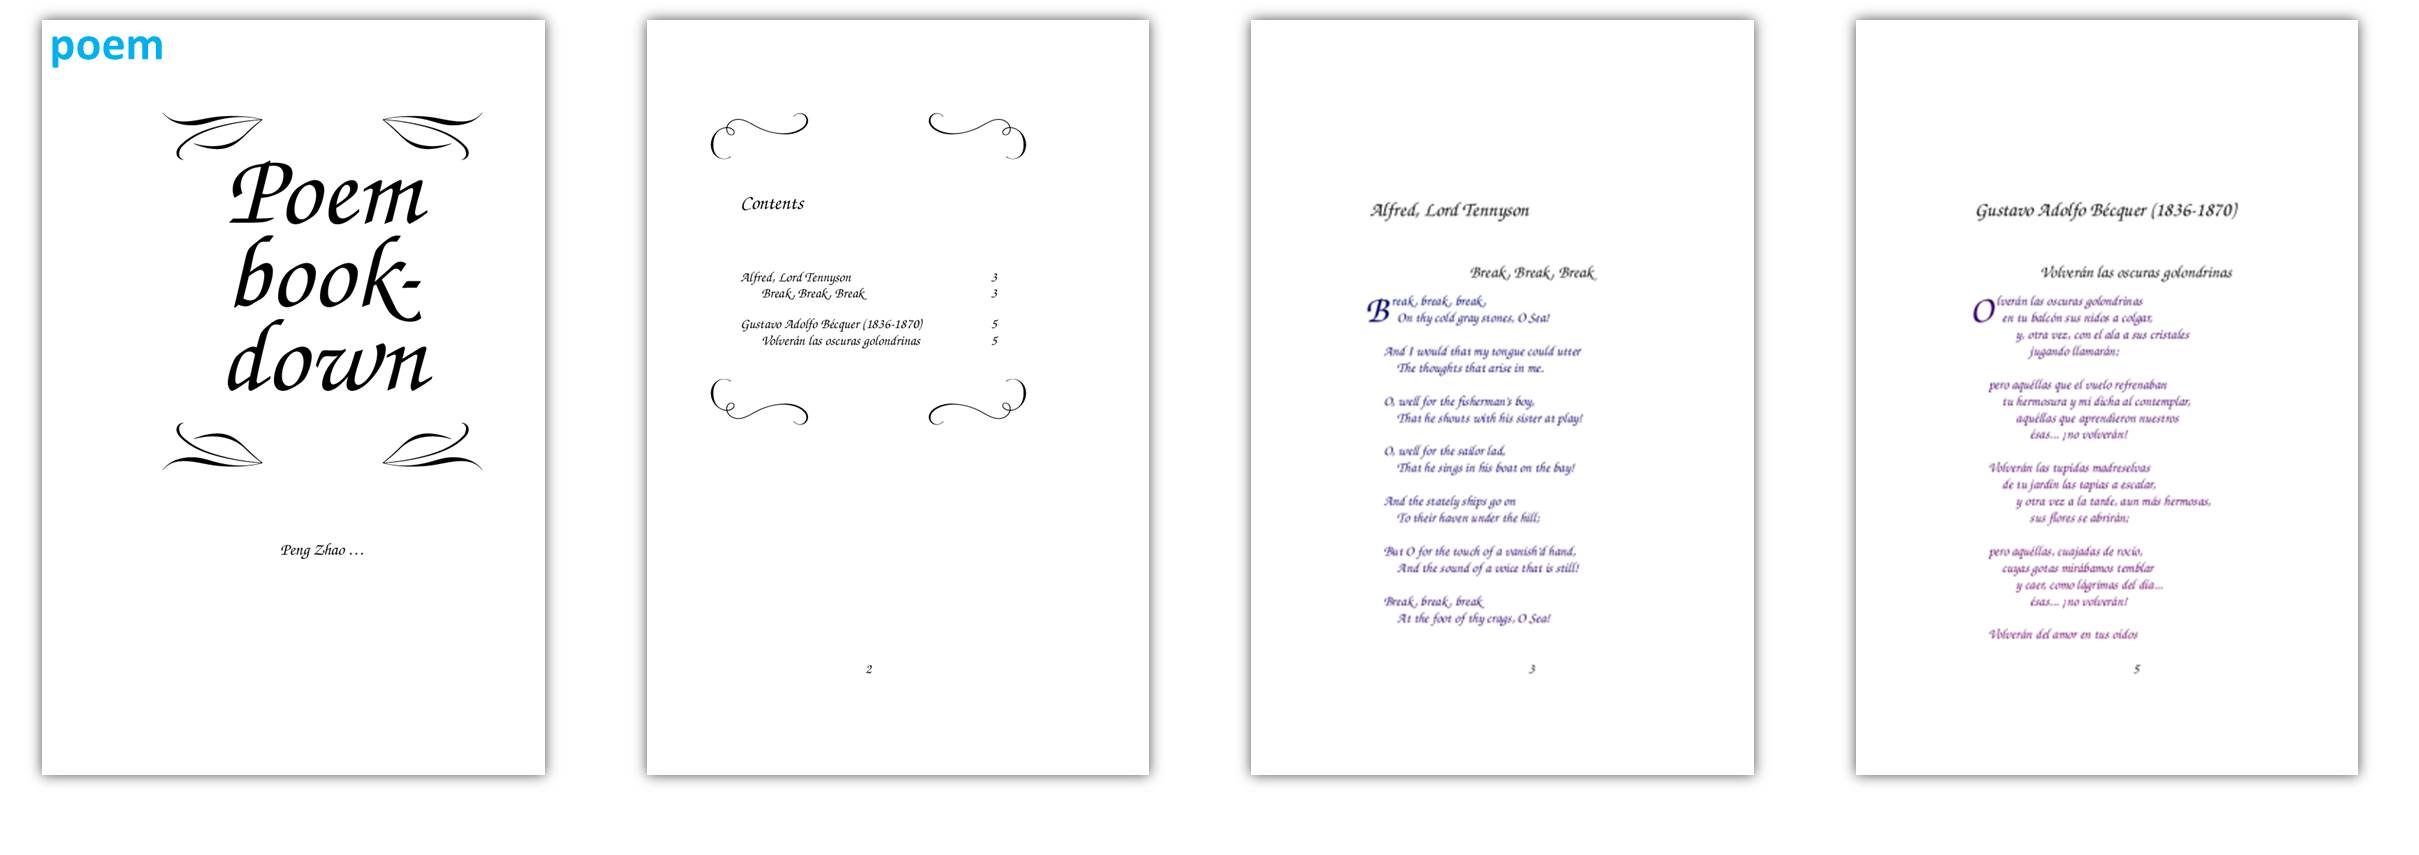 poem
Poem
book-
down
Peng Zhao ...
Contents
Alfred, Lord Tennyson 3
Break, Break, Break 3
Gustavo Adolfo Bécquer (1836-1870) 5
Volverán las oscuras golondrinas 5
2
Alfred, Lord Tennyson
Break, Break, Break
Break, break, break,
On thy cold gray stones, O Sea!
And I would that my tongue could utter
The thoughts that arise in me.
O, well for the fisherman's boy,
That he shouts with his sister at play!
O, well for the sailor lad,
That he sings in his boat on the bay!
And the stately ships go on
To their haven under the hill;
But O for the touch of a vanish'd hand,
And the sound of a voice that is still!
Break, break, break
At the foot of thy crags, O Sea!
3
Gustavo Adolfo Bécquer (1836-1870)
Volverán las oscuras golondrinas
Olverán las oscuras golondrinas
en tu balcón sus nidos a colgar,
y, otra vez, con el ala a sus cristales
jugando llamarán;
pero aquéllas que el vuelo refrenaban
tu hermosura y mi dicha al contemplar,
aquéllas que aprendieron nuestros
ésas... ¡no volverán!
Volverán las tupidas madreselvas
de tu jardín las tapias a escalar,
y otra vez a la tarde, aun más hermosas,
sus flores se abrirán;
pero aquéllas, cuajadas de rocío,
cuyas gotas mirábamos temblar
y caer, como lágrimas del día...
ésas... ¡no volverán!
Volverán del amor en tus oídos
5